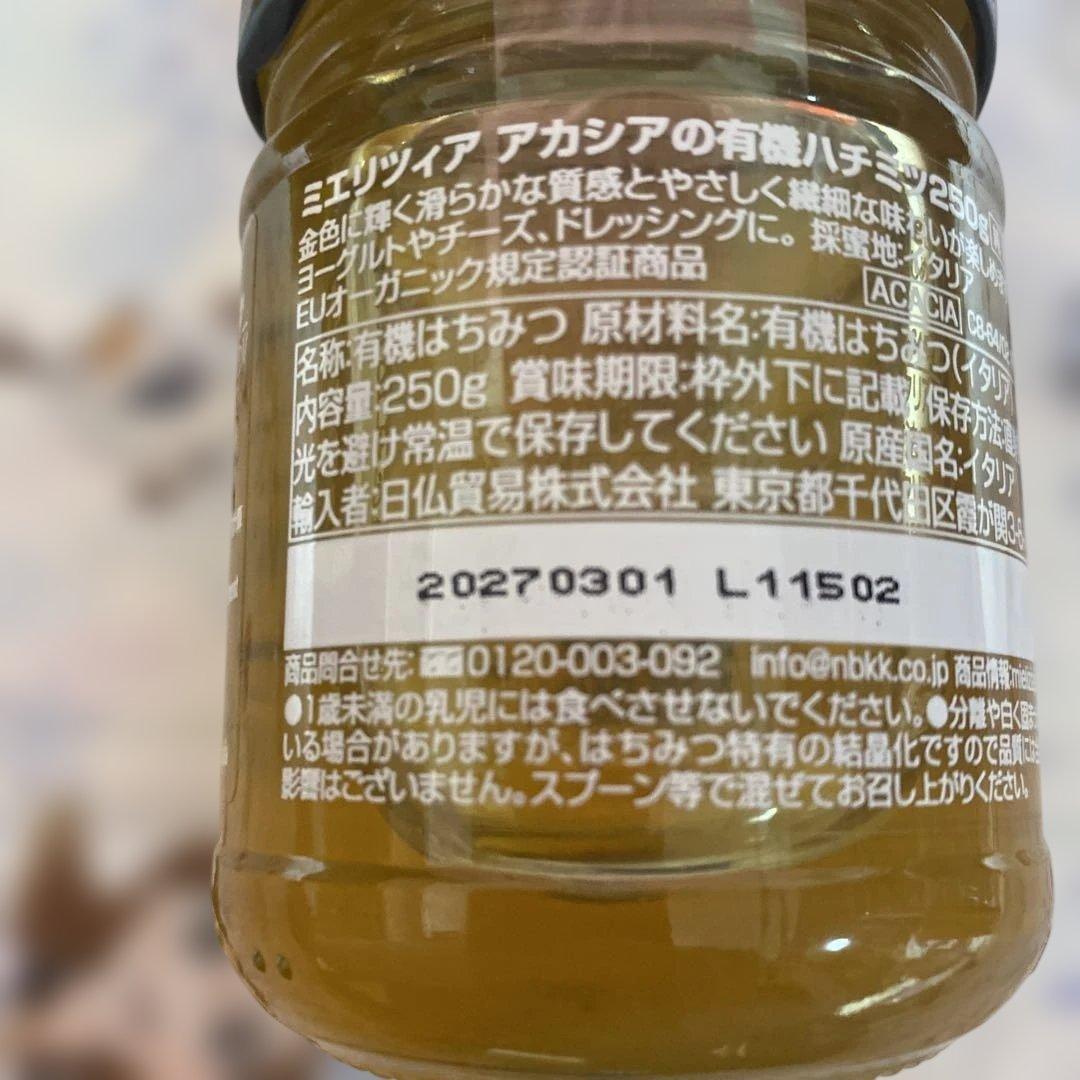 ミエリツィア アカシアの有機ハチミツ250g
金色に輝く滑らかな質感とやさしく繊細な味わいが楽しめ
ヨーグルトやチーズ、ドレッシングに。 採蜜地:イタリア
EUオーガニック規定認証商品 ACACIA
名称:有機はちみつ 原材料名:有機はちみつ(イタリア
内容量:250g 賞味期限:枠外下に記載 保存方法:直
光を避け常温で保存してください 原産国名:イタリア
輸入者:日仏貿易株式会社 東京都千代田区霞が関3-6-
20270301 L11502
商品問合せ先: 0120-003-092 info@nbkk.co.jp 商品情報:mieliz
●1歳未満の乳児には食べさせないでください。●分離や白く固まっ
いる場合がありますが、はちみつ特有の結晶化ですので品質には
影響はございません。スプーン等で混ぜてお召し上がりください。